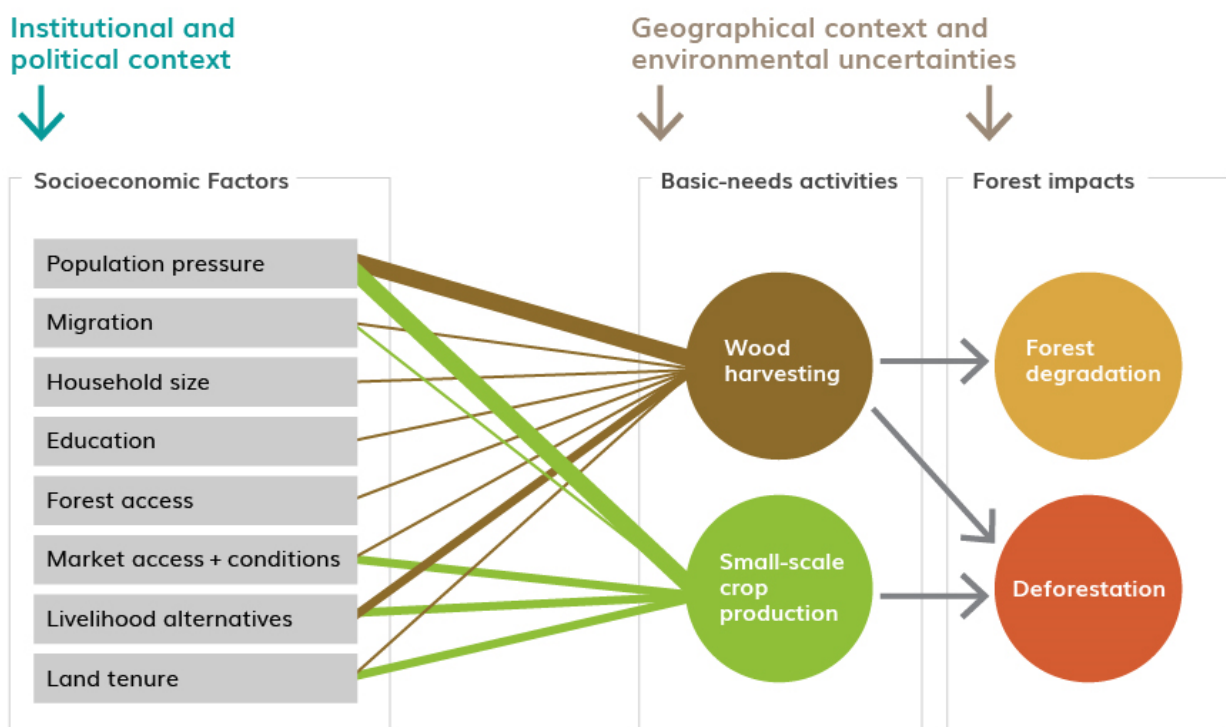 Institutional and
political context
Geographical context and
environmental uncertainties
Socioeconomic Factors
Population pressure
Migration
Household size
Education
Forest access
Market access + conditions
Livelihood alternatives
Land tenure
Basic-needs activities
Wood
harvesting
Small-scale
crop
production
Forest impacts
Forest
degradation
Deforestation